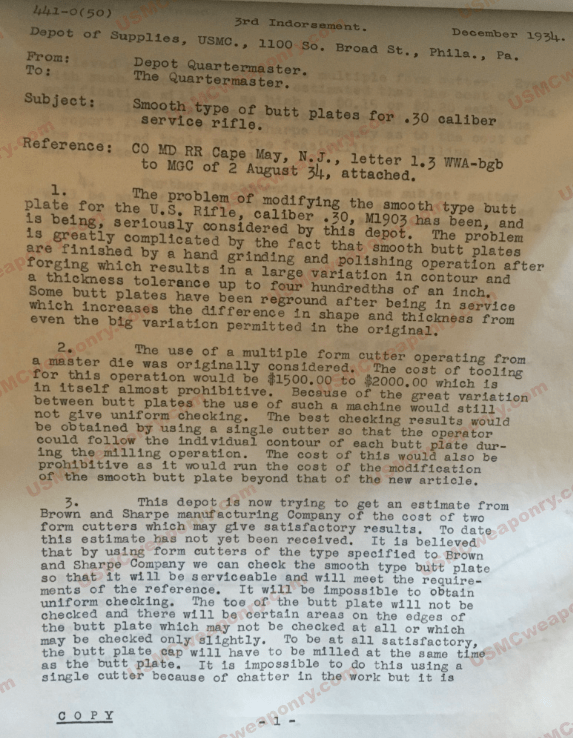 441-0(50)
3rd Indorsement.
December 1934.
Depot of Supplies, USMC., 1100 So. Broad St., Phila., Pa.
From: Depot Quartermaster.
To: The Quartermaster.
Subject: Smooth type of butt plates for .30 caliber
service rifle.
Reference: CO MD RR Cape May, N.J., letter 1.3 WWA-bgb
to MGC of 2 August 34, attached.
1. The problem of modifying the smooth type butt
plate for the U.S. Rifle, caliber .30, M1903 has been, and
is being, seriously considered by this depot. The problem
is greatly complicated by the fact that smooth butt plates
are finished by a hand grinding and polishing operation after
forging which results in a large variation in contour and
a thickness tolerance up to four hundredths of an inch.
Some butt plates have been reground after being in service
which increases the difference in shape and thickness from
even the big variation permitted in the original.
2. The use of a multiple form cutter operating from
a master die was originally considered. The cost of tooling
for this operation would be $1500.00 to $2000.00 which is
in itself almost prohibitive. Because of the great variation
between butt plates the use of such a machine would still
not give uniform checking. The best checking results would
be obtained by using a single cutter so that the operator
could follow the individual contour of each butt plate dur-
ing the milling operation. The cost of this would also be
prohibitive as it would run the cost of the modification
of the smooth butt plate beyond that of the new article.
3. This depot is now trying to get an estimate from
Brown and Sharpe manufacturing Company of the cost of two
form cutters which may give satisfactory results. To date
this estimate has not yet been received. It is believed
that by using form cutters of the type specified to Brown
and Sharpe Company we can check the smooth type butt plate
so that it will be serviceable and will meet the require-
ments of the reference. It will be impossible to obtain
uniform checking. The toe of the butt plate will not be
checked and there will be certain areas on the edges of
the butt plate which may not be checked at all or which
may be checked only slightly. To be at all satisfactory,
the butt plate cap will have to be milled at the same time
as the butt plate. It is impossible to do this using a
single cutter because of chatter in the work but it is
COPY
- 1 -
USMCweaponry.com